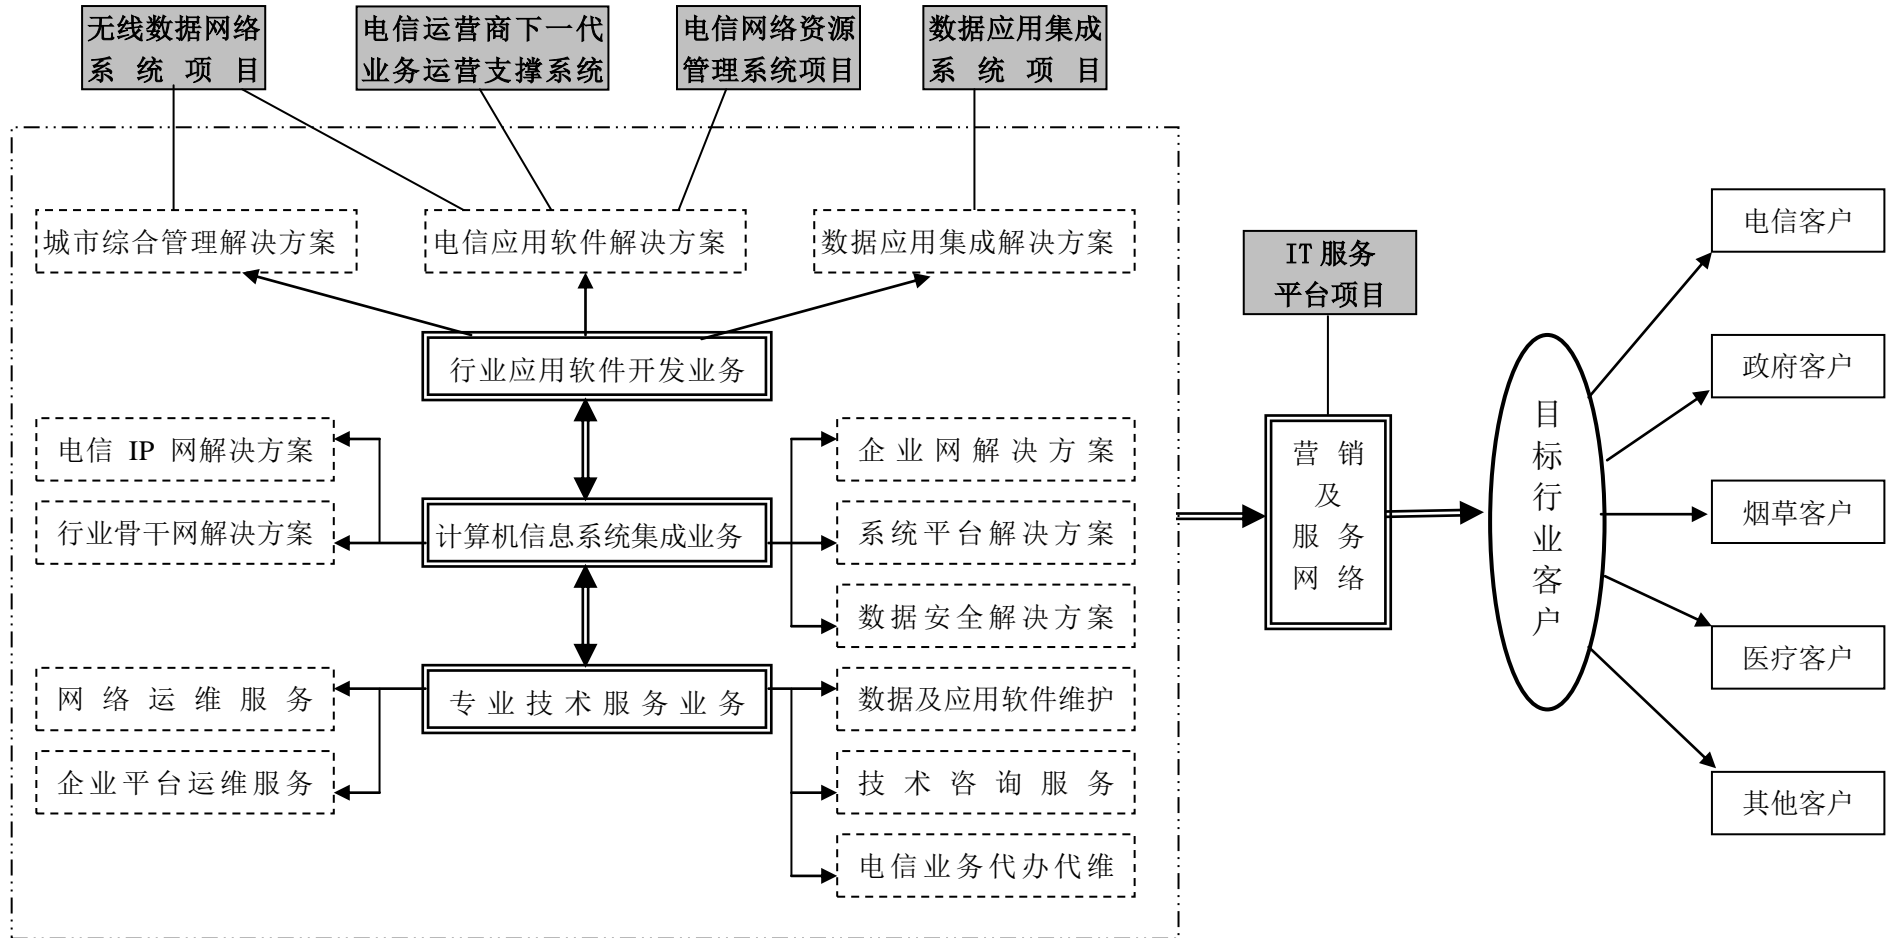 无线数据网络
系统项目
电信运营商下一代
业务运营支撑系统
电信网络资源
管理系统项目
数据应用集成
系统项目
城市综合管理解决方案
电信应用软件解决方案
数据应用集成解决方案
行业应用软件开发业务
电信 IP 网解决方案
行业骨干网解决方案
计算机信息系统集成业务
企业网解决方案
系统平台解决方案
数据安全解决方案
网络运维服务
企业平台运维服务
专业技术服务业务
数据及应用软件维护
技术咨询服务
电信业务代办代维
IT 服务
平台项目
营销
及
服务
网络
目
标
行
业
客
户
电信客户
政府客户
烟草客户
医疗客户
其他客户